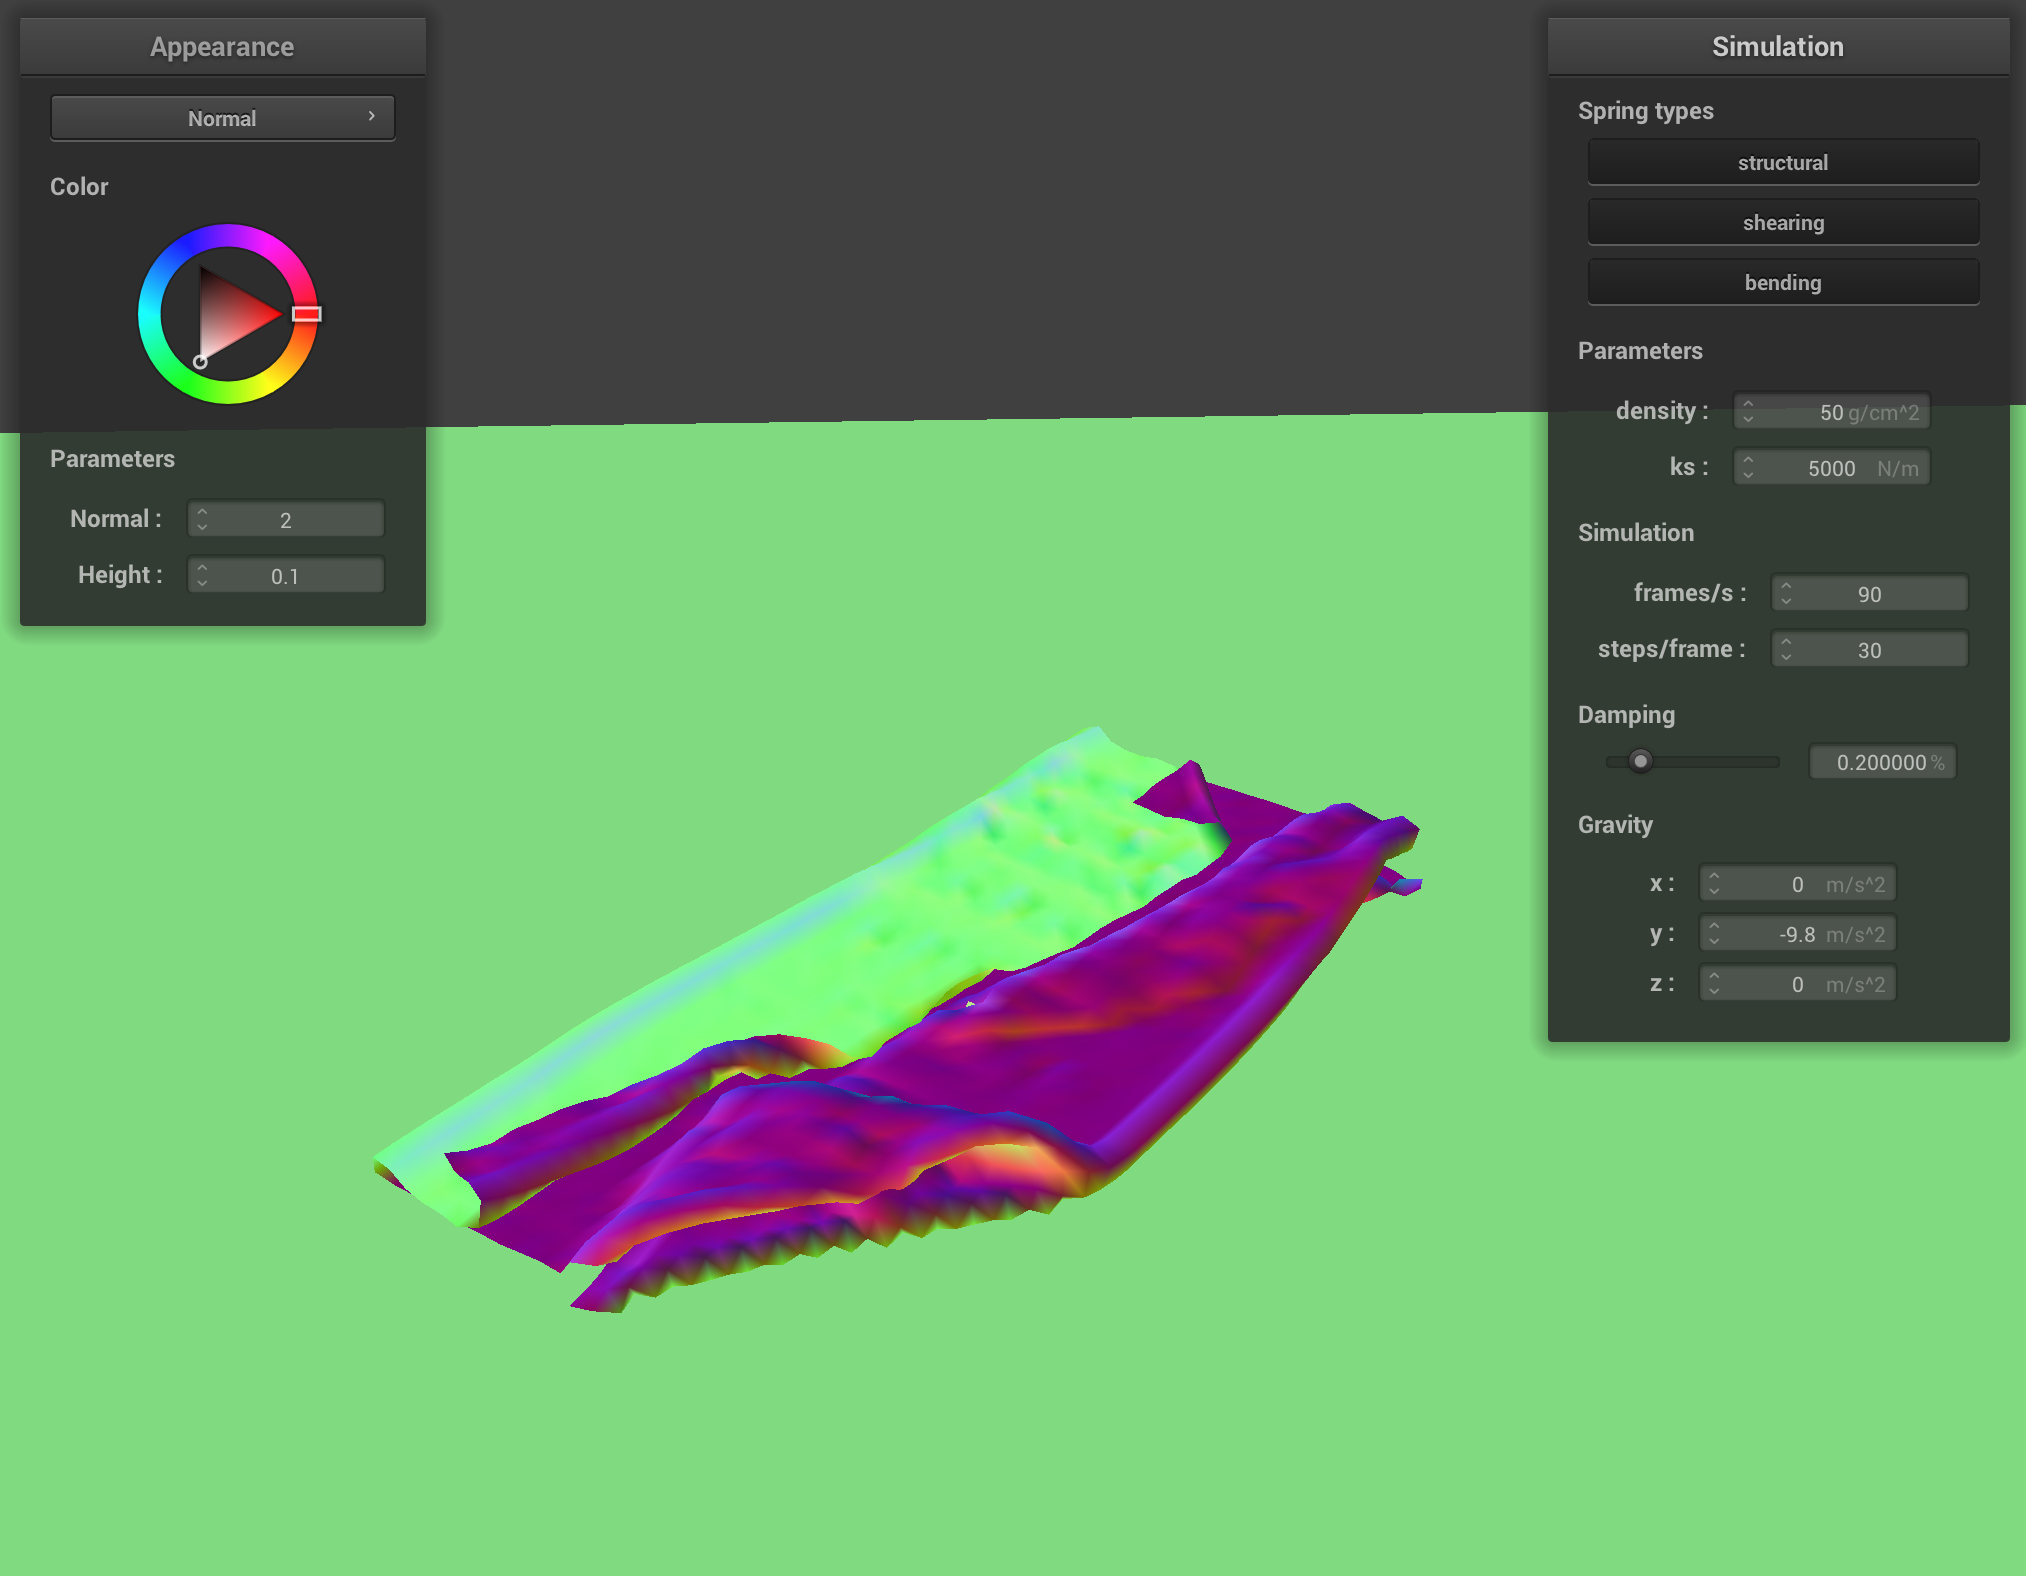 Appearance
Normal
Color
Parameters
Normal :
2
Height :
0.1
Simulation
Spring types
structural
shearing
bending
Parameters
density :
50 g/cm^2
ks :
5000 N/m
Simulation
frames/s :
90
steps/frame :
30
Damping
0.200000 %
Gravity
x :
0 m/s^2
y :
-9.8 m/s^2
z :
0 m/s^2